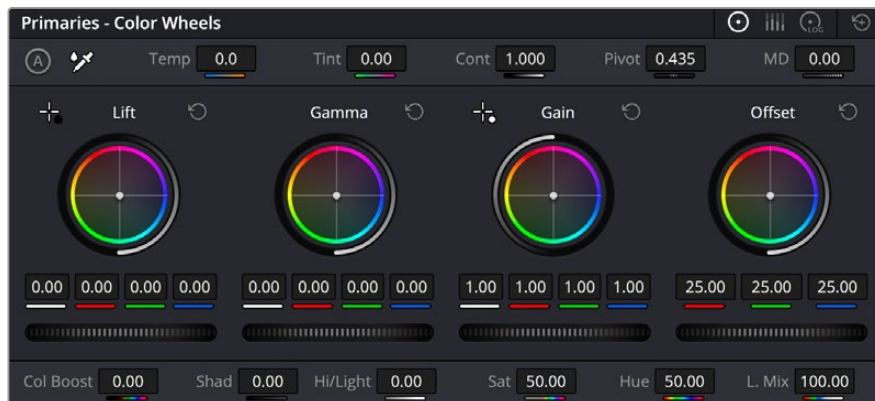 Primaries - Color Wheels
LOG
A Temp 0.0 Tint 0.00 Cont 1.000 Pivot 0.435 MD 0.00
Lift Gamma Gain Offset
0.00 0.00 0.00 0.00 0.00 0.00 0.00 0.00 1.00 1.00 1.00 1.00 25.00 25.00 25.00
Col Boost 0.00 Shad 0.00 Hi/Light 0.00 Sat 50.00 Hue 50.00 L. Mix 100.00